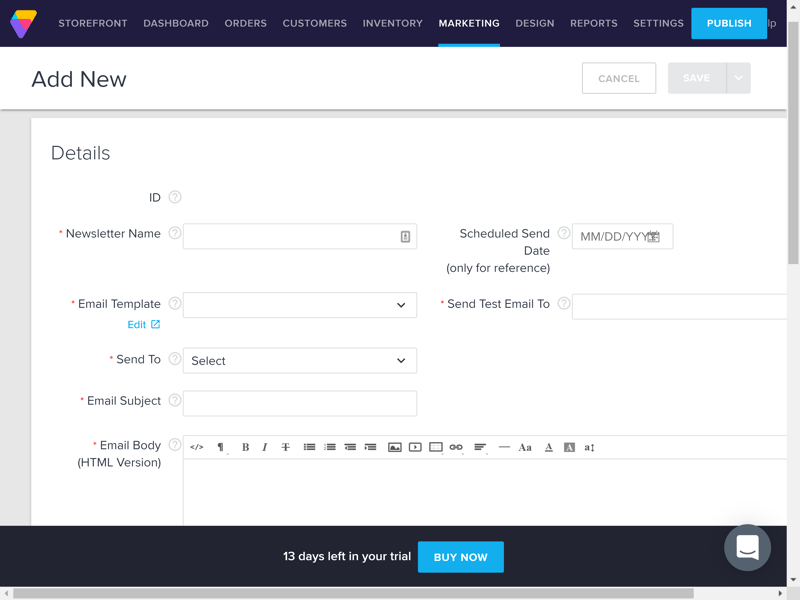 STOREFRONT DASHBOARD ORDERS CUSTOMERS INVENTORY MARKETING DESIGN REPORTS SETTINGS PUBLISH lp
Add New
CANCEL SAVE
Details
ID
* Newsletter Name
Scheduled Send
Date
(only for reference)
MM/DD/YYY
* Email Template
Edit
* Send Test Email To
* Send To
Select
* Email Subject
* Email Body
(HTML Version)
</> ¶ B I T Aa A A a
13 days left in your trial BUY NOW